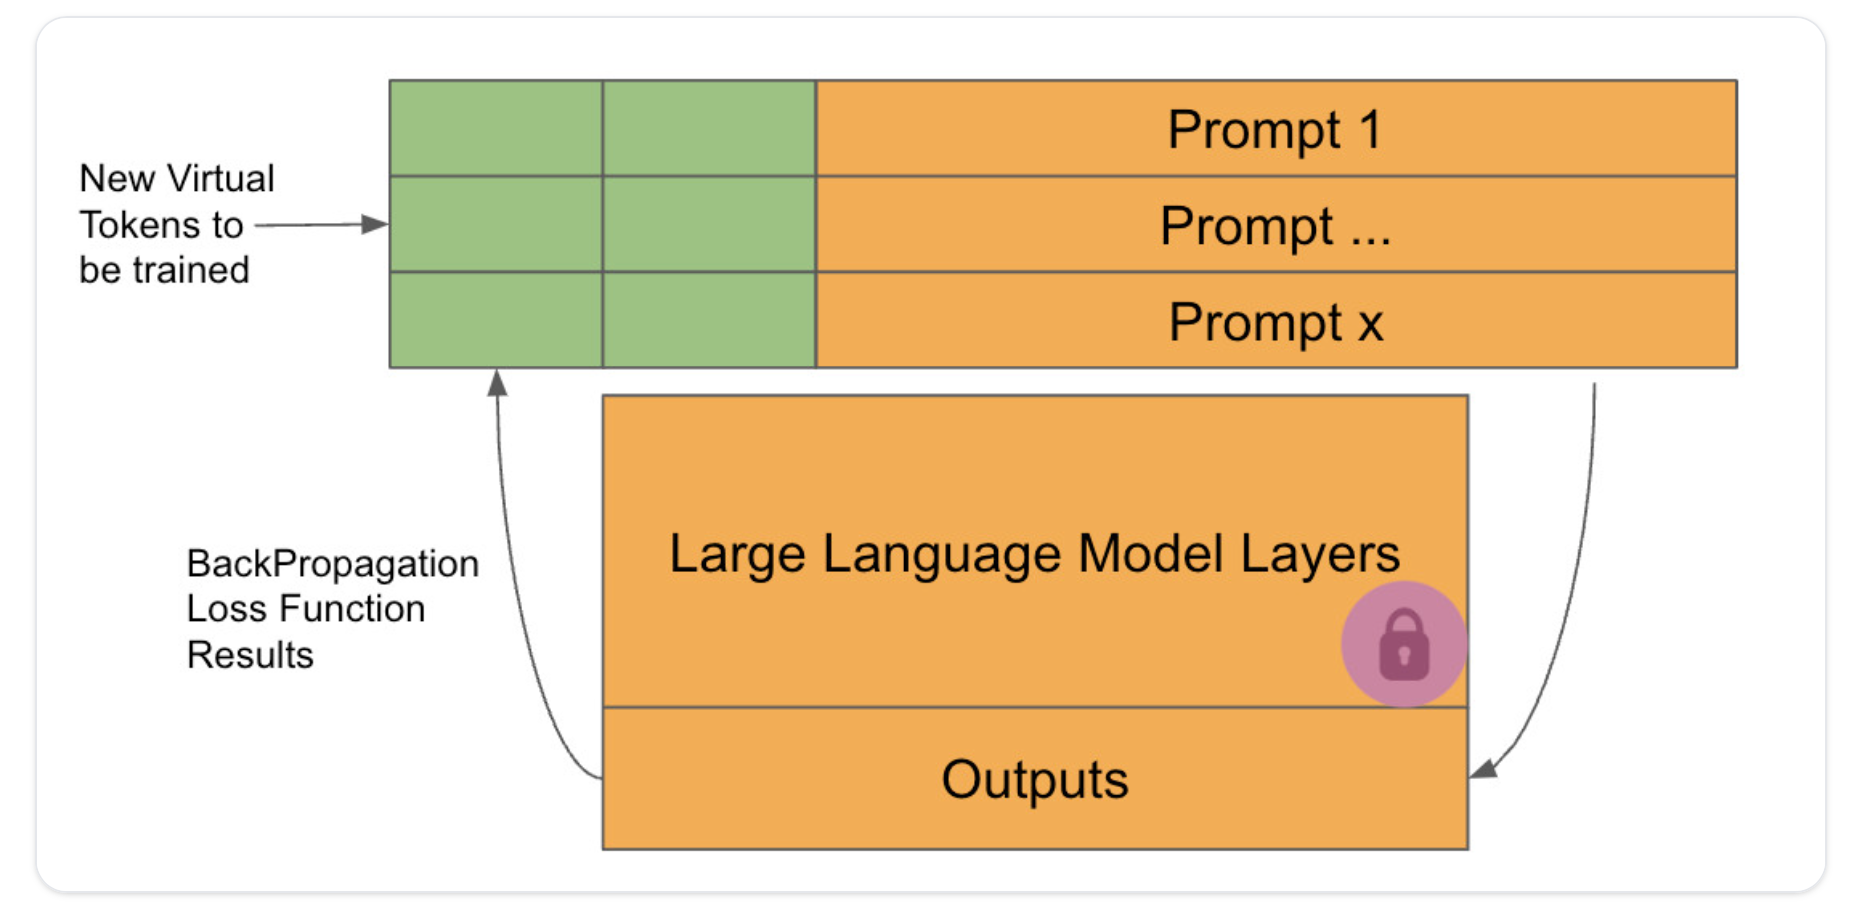 New Virtual
Tokens to
be trained
Prompt 1
Prompt ...
Prompt x
BackPropagation
Loss Function
Results
Large Language Model Layers
Outputs